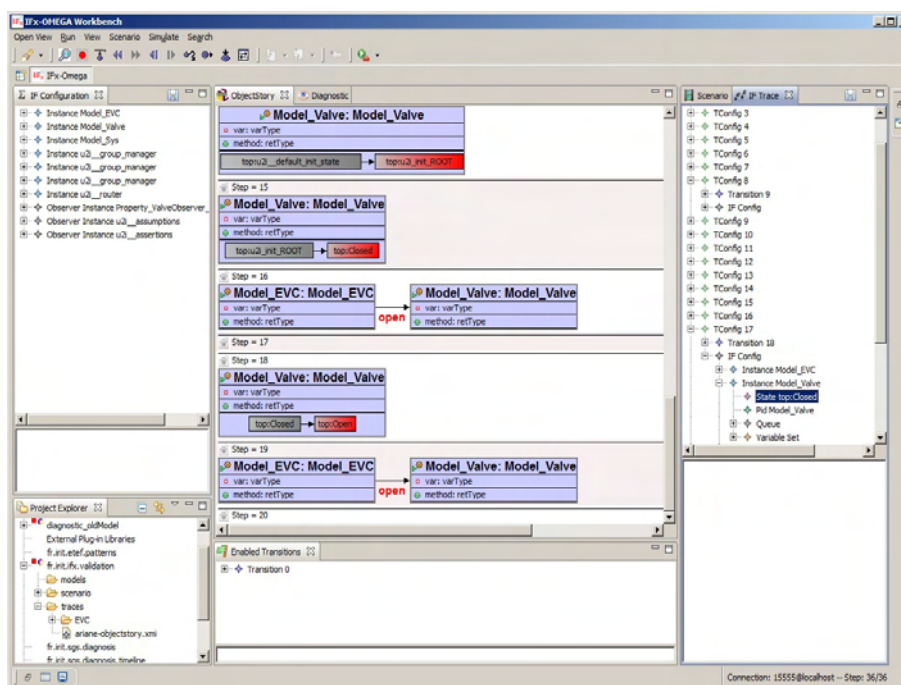 IFx-OMEGA Workbench
Open View Run View Scenario Simulate Search
IFx-Omega
IF Configuration
Instance Model_EVC
Instance Model_Valve
Instance Model_Sys
Instance u2i__group_manager
Instance u2i__group_manager
Instance u2i__group_manager
Instance u2i__router
Observer Instance Property_ValveObserver_
Observer Instance u2i__assumptions
Observer Instance u2i__assertions
Project Explorer
diagnostic_oldModel
External Plug-in Libraries
fr.irit.etef.patterns
fr.irit.ifx.validation
models
scenario
traces
EVC
ariane-objectstory.xml
fr.irit.sgs.diagnosis
fr.irit.sgs.diagnosis.timeline
ObjectStory Diagnostic
Model_Valve: Model_Valve
var: varType
method: retType
top:u2i__default_init_state top:u2i_init_ROOT
Step = 15
Model_Valve: Model_Valve
var: varType
method: retType
top:u2i_init_ROOT top:Closed
Step = 16
Model_EVC: Model_EVC Model_Valve: Model_Valve
var: varType var: varType
method: retType open method: retType
Step = 17
Step = 18
Model_Valve: Model_Valve
var: varType
method: retType
top:Closed top:Open
Step = 19
Model_EVC: Model_EVC Model_Valve: Model_Valve
var: varType var: varType
method: retType open method: retType
Step = 20
Enabled Transitions
Transition 0
Scenario IF Trace
TConfig 3
TConfig 4
TConfig 5
TConfig 6
TConfig 7
TConfig 8
Transition 9
IF Config
TConfig 9
TConfig 10
TConfig 11
TConfig 12
TConfig 13
TConfig 14
TConfig 15
TConfig 16
TConfig 17
Transition 18
IF Config
Instance Model_EVC
Instance Model_Valve
State top:Closed
Pid Model_Valve
Queue
Variable Set
Connection: 15555@localhost -- Step: 36/36